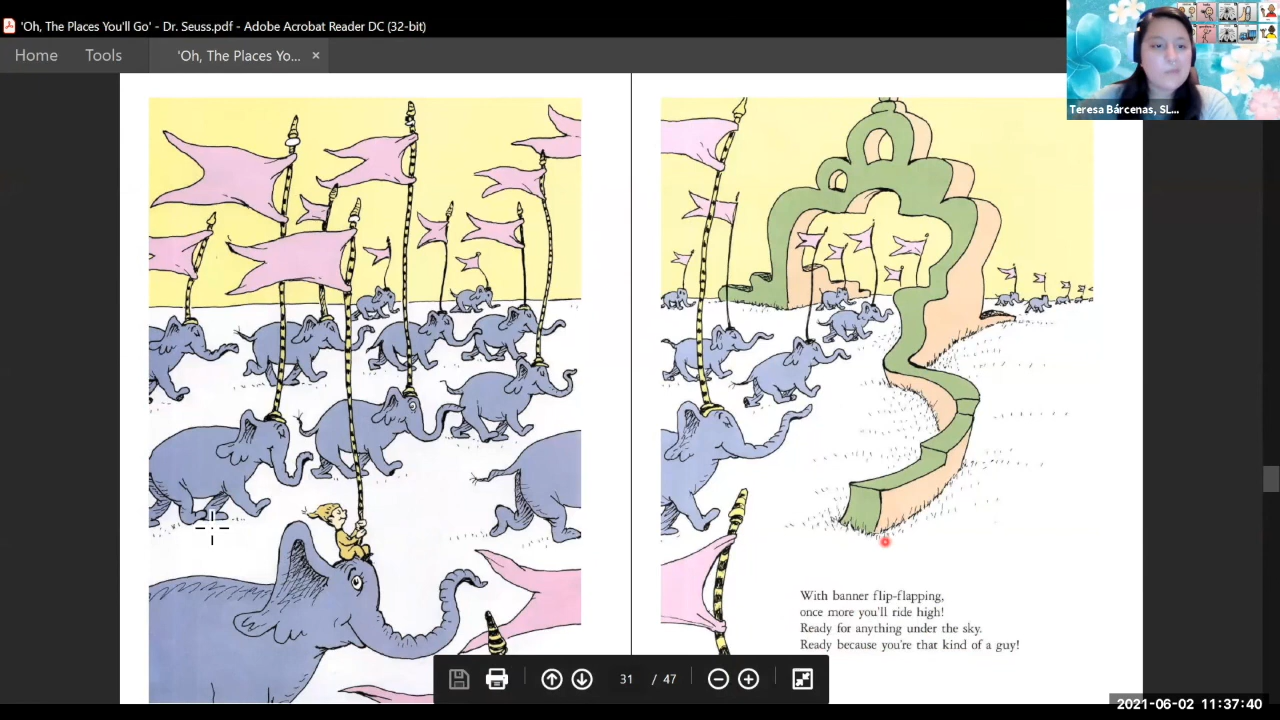 'Oh, The Places You'll Go' - Dr. Seuss.pdf - Adobe Acrobat Reader DC (32-bit)
Home Tools 'Oh, The Places Yo... ×
Teresa Bárcenas, SL...
With banner flip-flapping,
once more you'll ride high!
Ready for anything under the sky.
Ready because you're that kind of a guy!
31 / 47
2021-06-02 11:37:40